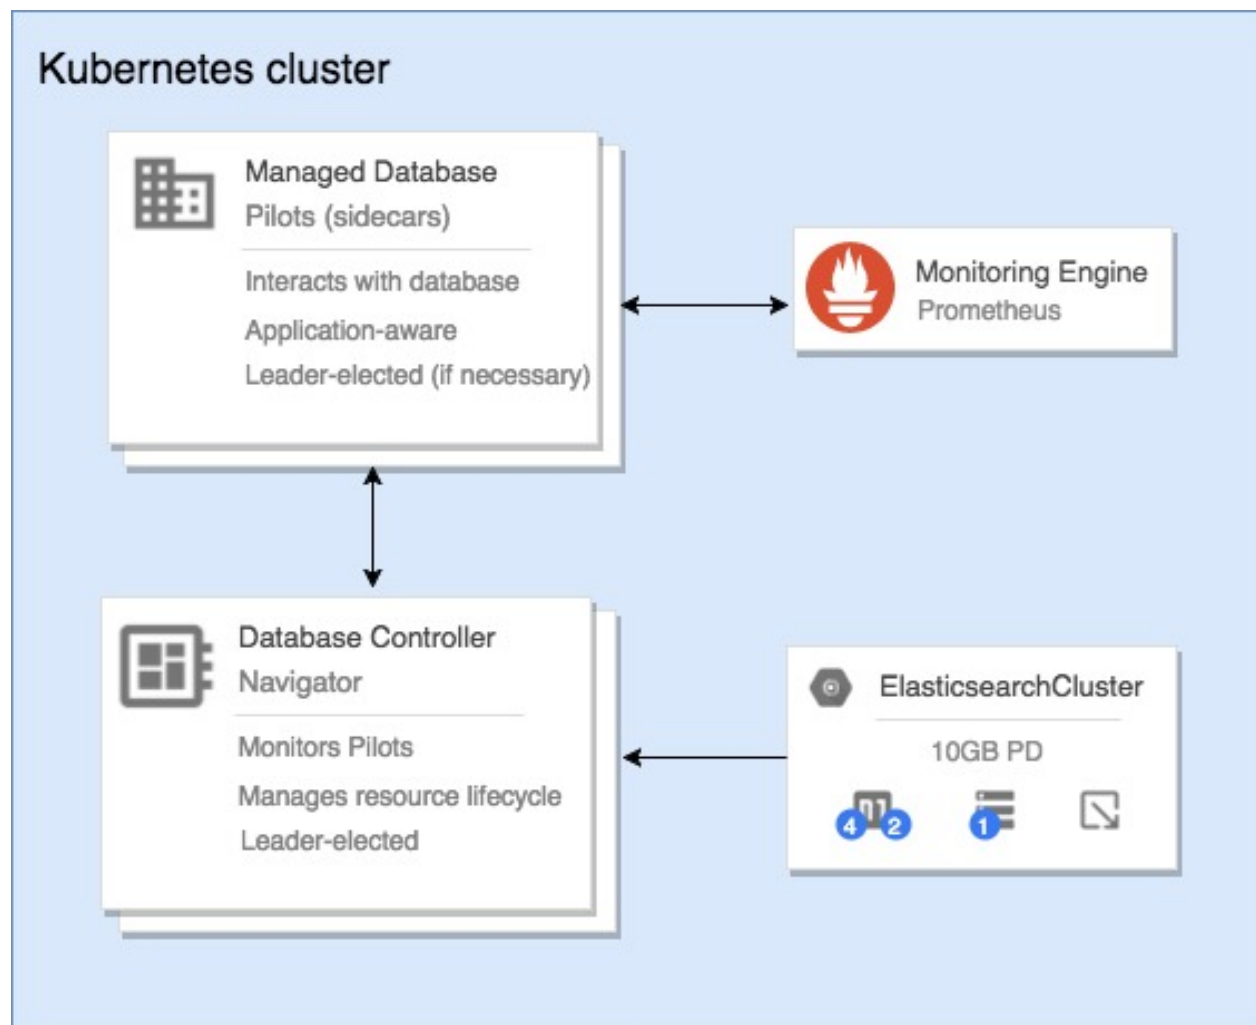 Kubernetes cluster
Managed Database
Pilots (sidecars)
Interacts with database
Application-aware
Leader-elected (if necessary)
Monitoring Engine
Prometheus
Database Controller
Navigator
Monitors Pilots
Manages resource lifecycle
Leader-elected
ElasticsearchCluster
10GB PD
4 2 1